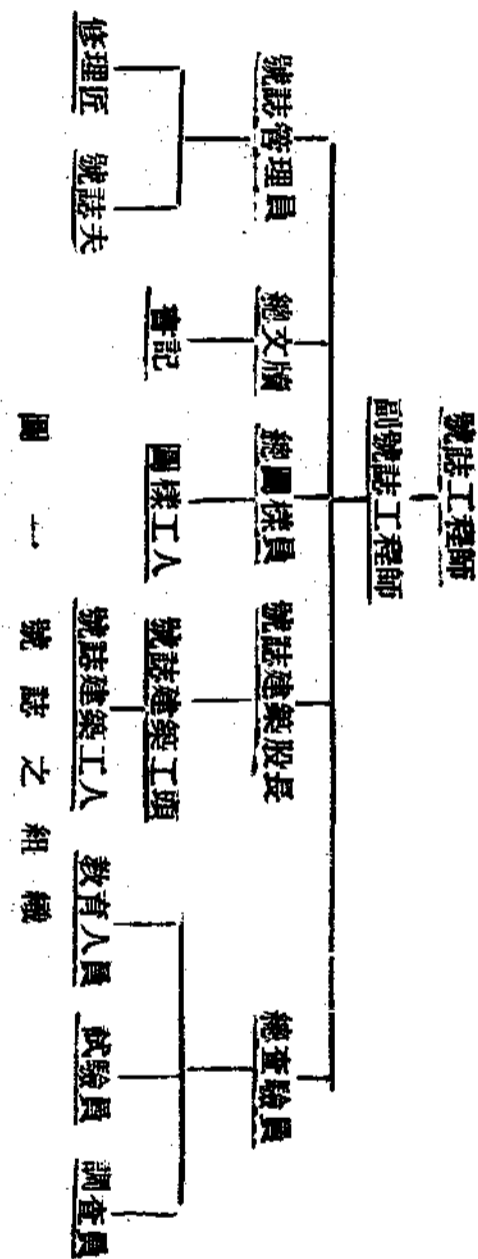 號誌工程師
副號誌工程師
號誌管理員
總文牘
總圖樣員
號誌建築股長
總查驗員
修理匠
號誌夫
書記
圖樣工人
號誌建築工頭
號誌建築工人
教育人員
試驗員
調查員
圖 一 號誌之組織